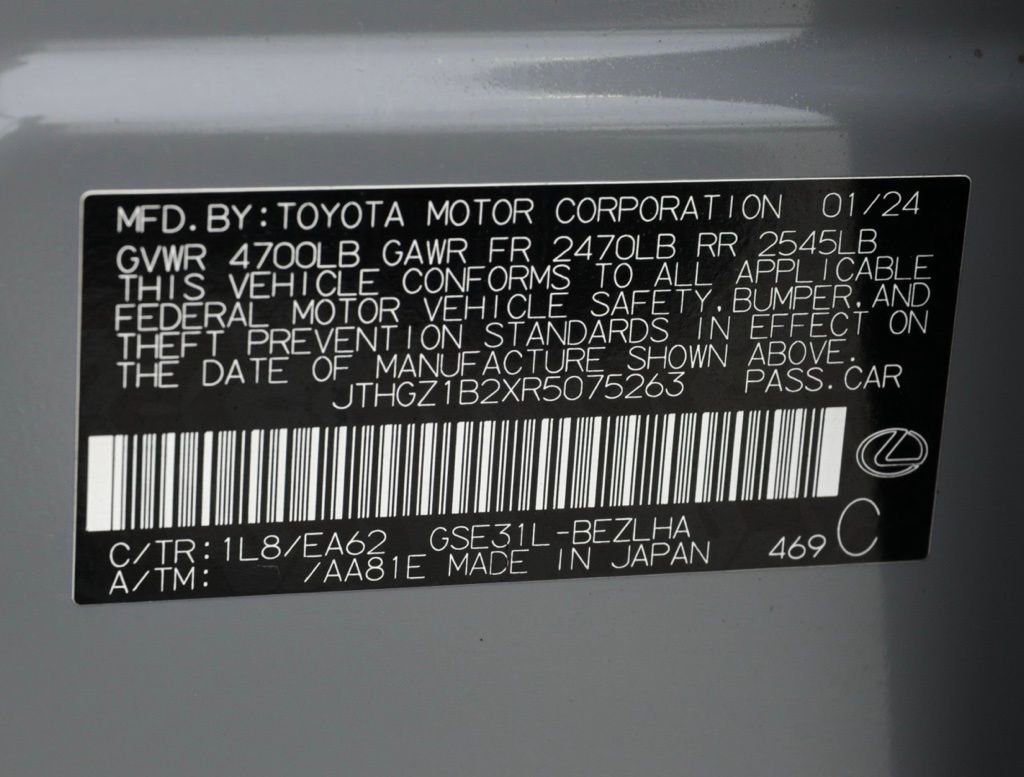 MFD. BY: TOYOTA MOTOR CORPORATION 01/24
GVWR 4700LB GAWR FR 2470LB RR 2545LB
THIS VEHICLE CONFORMS TO ALL APPLICABLE
FEDERAL MOTOR VEHICLE SAFETY, BUMPER, AND
THEFT PREVENTION STANDARDS IN EFFECT ON
THE DATE OF MANUFACTURE SHOWN ABOVE.
JTHGZ1B2XR5075263 PASS. CAR
C/TR: 1L8/EA62 GSE31L-BEZLHA
A/TM: /AA81E MADE IN JAPAN 469 C